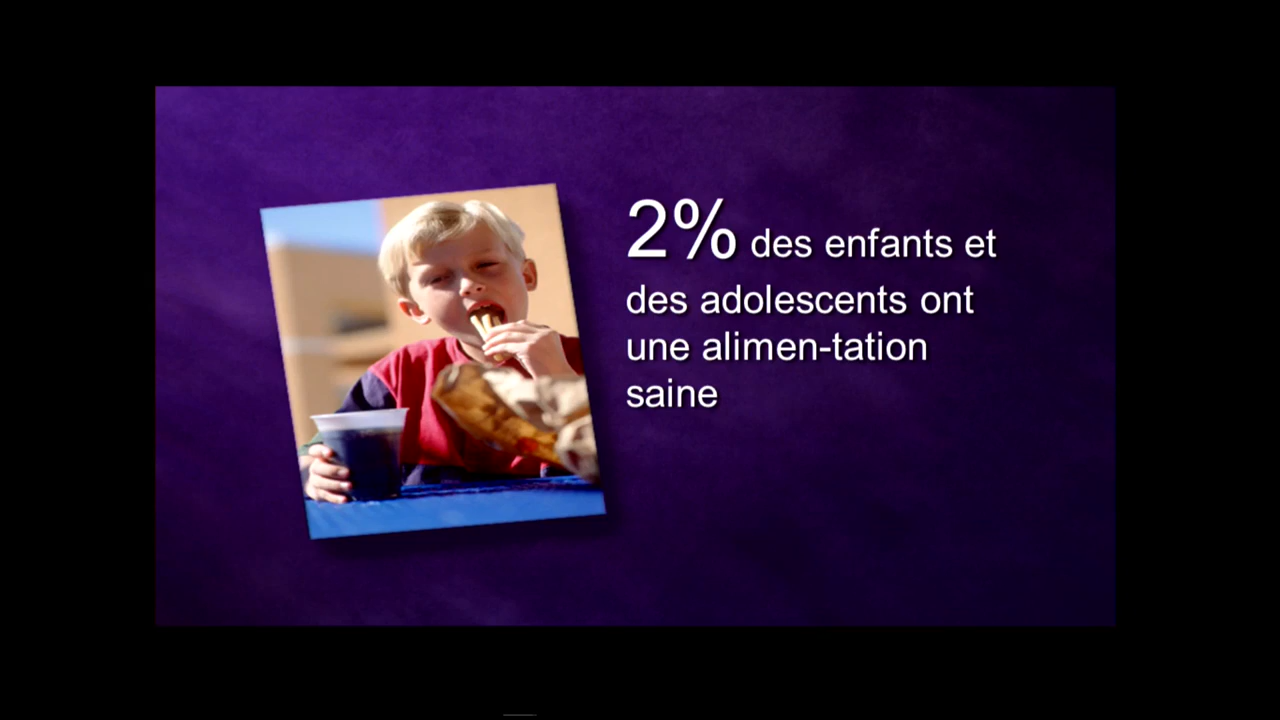 2% des enfants et
des adolescents ont
une alimen-tation
saine